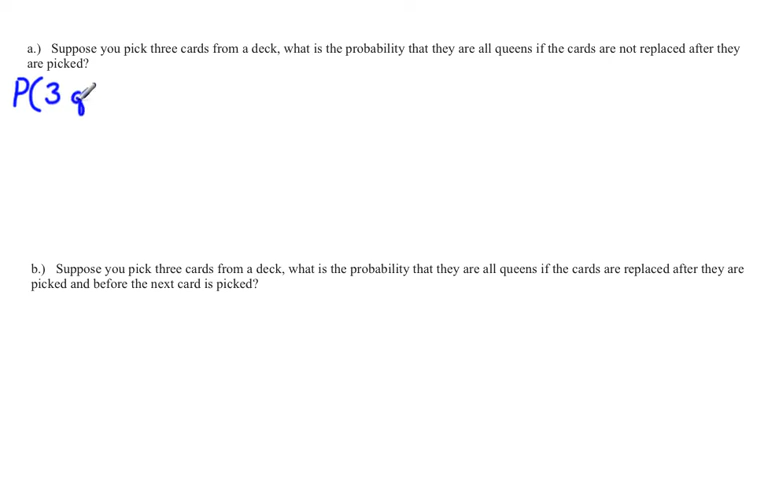 a.) Suppose you pick three cards from a deck, what is the probability that they are all queens if the cards are not replaced after they
are picked?
P(3 q
b.) Suppose you pick three cards from a deck, what is the probability that they are all queens if the cards are replaced after they are
picked and before the next card is picked?